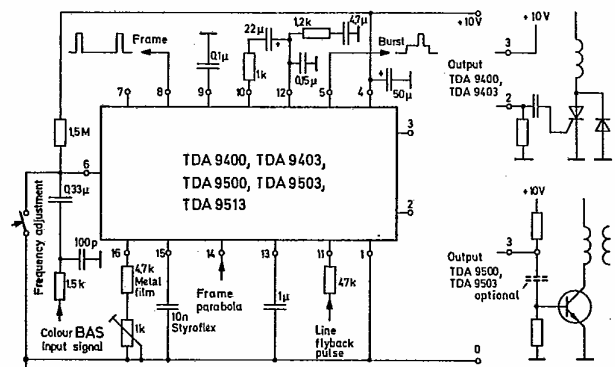 +10V
Frame
22µ
1,2k
4,7µ
Burst
0,1µ
1k
0,15µ
50µ
+
+
7
8
9
10
12
5
4
3
2
6
16
15
14
13
11
1
TDA 9400, TDA 9403,
TDA 9500, TDA 9503,
TDA 9513
1,5M
0,33µ
Frequency adjustment
100p
1,5k
Colour BAS
input signal
4,7k
Metal
film
1k
10n
Styroflex
Frame
parabola
1µ
47k
Line
flyback
pulse
0
+10V
3
Output
TDA 9400,
TDA 9403
2
+10V
3
Output
TDA 9500,
TDA 9503
optional